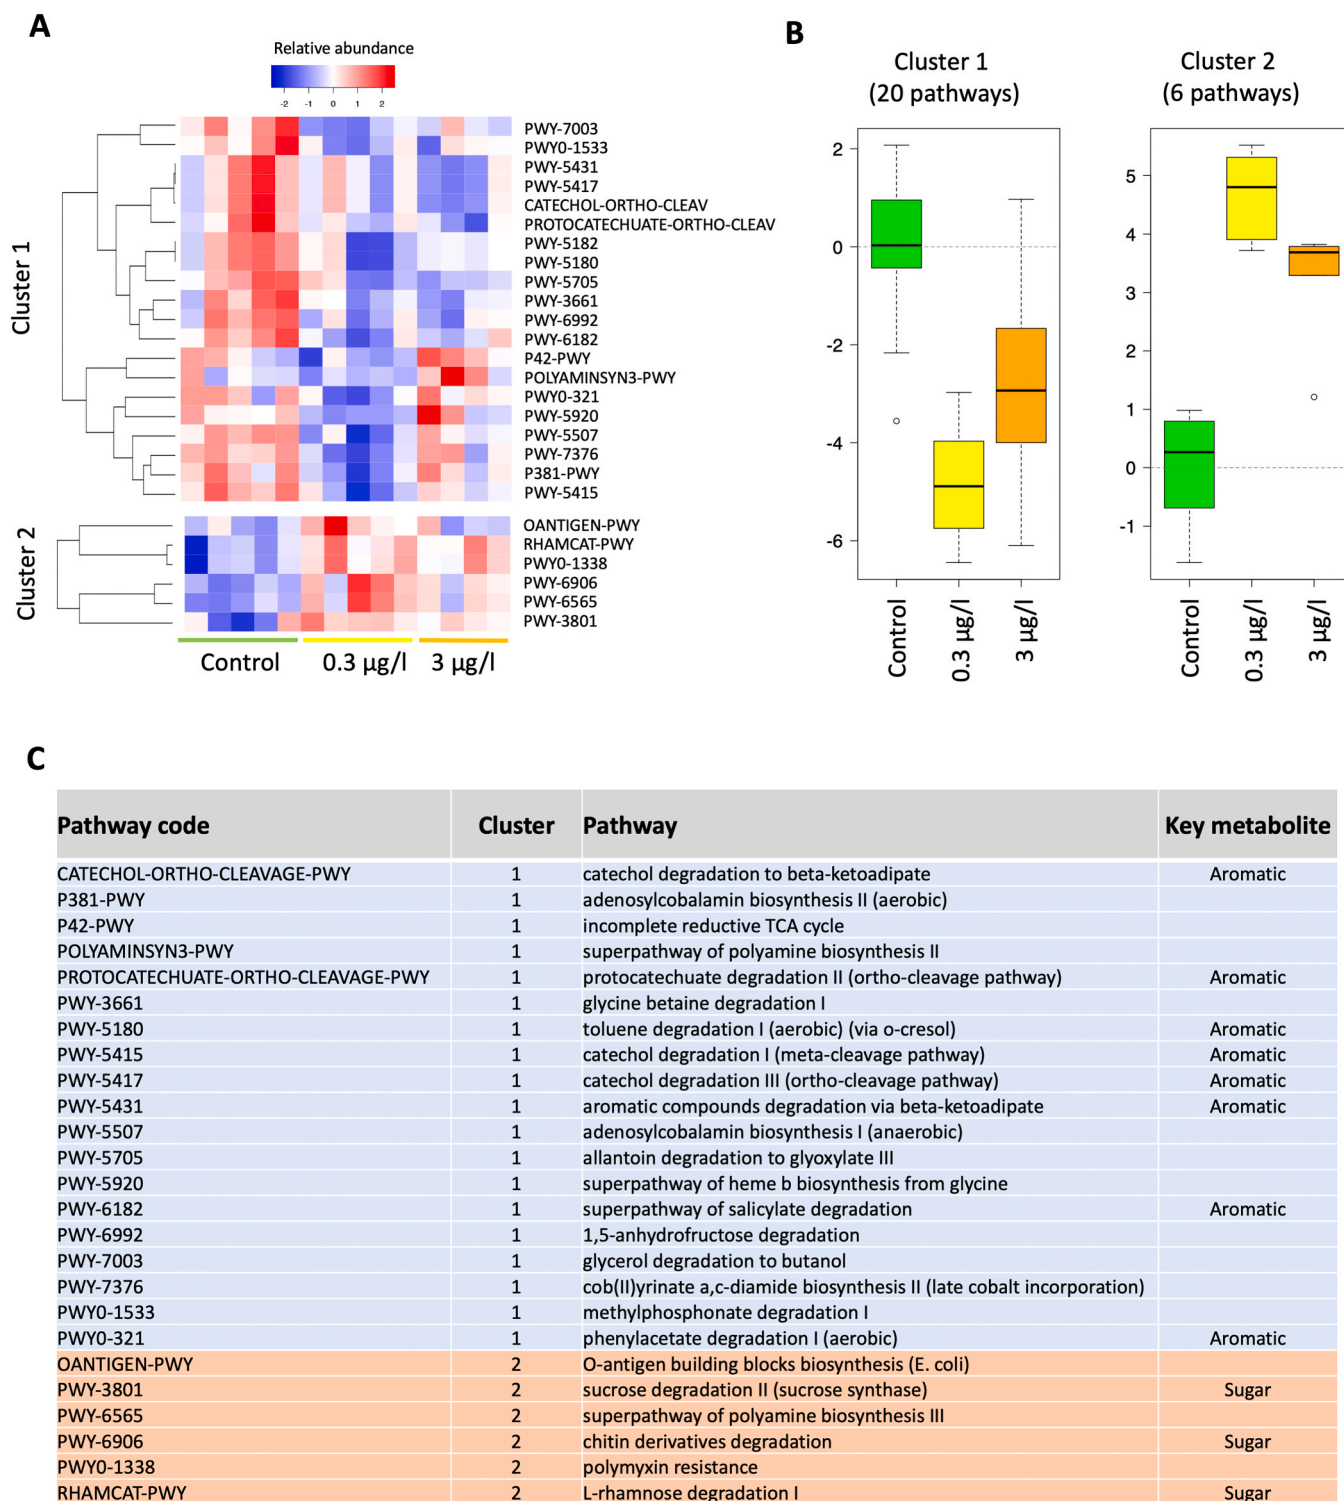 A
Relative abundance
-2 -1 0 1 2
Cluster 1
PWY-7003
PWY0-1533
PWY-5431
PWY-5417
CATECHOL-ORTHO-CLEAV
PROTOCATECHUATE-ORTHO-CLEAV
PWY-5182
PWY-5180
PWY-5705
PWY-3661
PWY-6992
PWY-6182
P42-PWY
POLYAMINSYN3-PWY
PWY0-321
PWY-5920
PWY-5507
PWY-7376
P381-PWY
PWY-5415
Cluster 2
OANTIGEN-PWY
RHAMCAT-PWY
PWY0-1338
PWY-6906
PWY-6565
PWY-3801
Control 0.3 µg/l 3 µg/l
B
Cluster 1
(20 pathways)
2
0
-2
-4
-6
Control
0.3 µg/l
3 µg/l
Cluster 2
(6 pathways)
5
4
3
2
1
0
-1
Control
0.3 µg/l
3 µg/l
C
Pathway code Cluster Pathway Key metabolite
CATECHOL-ORTHO-CLEAVAGE-PWY 1 catechol degradation to beta-ketoadipate Aromatic
P381-PWY 1 adenosylcobalamin biosynthesis II (aerobic)
P42-PWY 1 incomplete reductive TCA cycle
POLYAMINSYN3-PWY 1 superpathway of polyamine biosynthesis II
PROTOCATECHUATE-ORTHO-CLEAVAGE-PWY 1 protocatechuate degradation II (ortho-cleavage pathway) Aromatic
PWY-3661 1 glycine betaine degradation I
PWY-5180 1 toluene degradation I (aerobic) (via o-cresol) Aromatic
PWY-5415 1 catechol degradation I (meta-cleavage pathway) Aromatic
PWY-5417 1 catechol degradation III (ortho-cleavage pathway) Aromatic
PWY-5431 1 aromatic compounds degradation via beta-ketoadipate Aromatic
PWY-5507 1 adenosylcobalamin biosynthesis I (anaerobic)
PWY-5705 1 allantoin degradation to glyoxylate III
PWY-5920 1 superpathway of heme b biosynthesis from glycine
PWY-6182 1 superpathway of salicylate degradation Aromatic
PWY-6992 1 1,5-anhydrofructose degradation
PWY-7003 1 glycerol degradation to butanol
PWY-7376 1 cob(II)yrinate a,c-diamide biosynthesis II (late cobalt incorporation)
PWY0-1533 1 methylphosphonate degradation I
PWY0-321 1 phenylacetate degradation I (aerobic) Aromatic
OANTIGEN-PWY 2 O-antigen building blocks biosynthesis (E. coli)
PWY-3801 2 sucrose degradation II (sucrose synthase) Sugar
PWY-6565 2 superpathway of polyamine biosynthesis III
PWY-6906 2 chitin derivatives degradation Sugar
PWY0-1338 2 polymyxin resistance
RHAMCAT-PWY 2 L-rhamnose degradation I Sugar